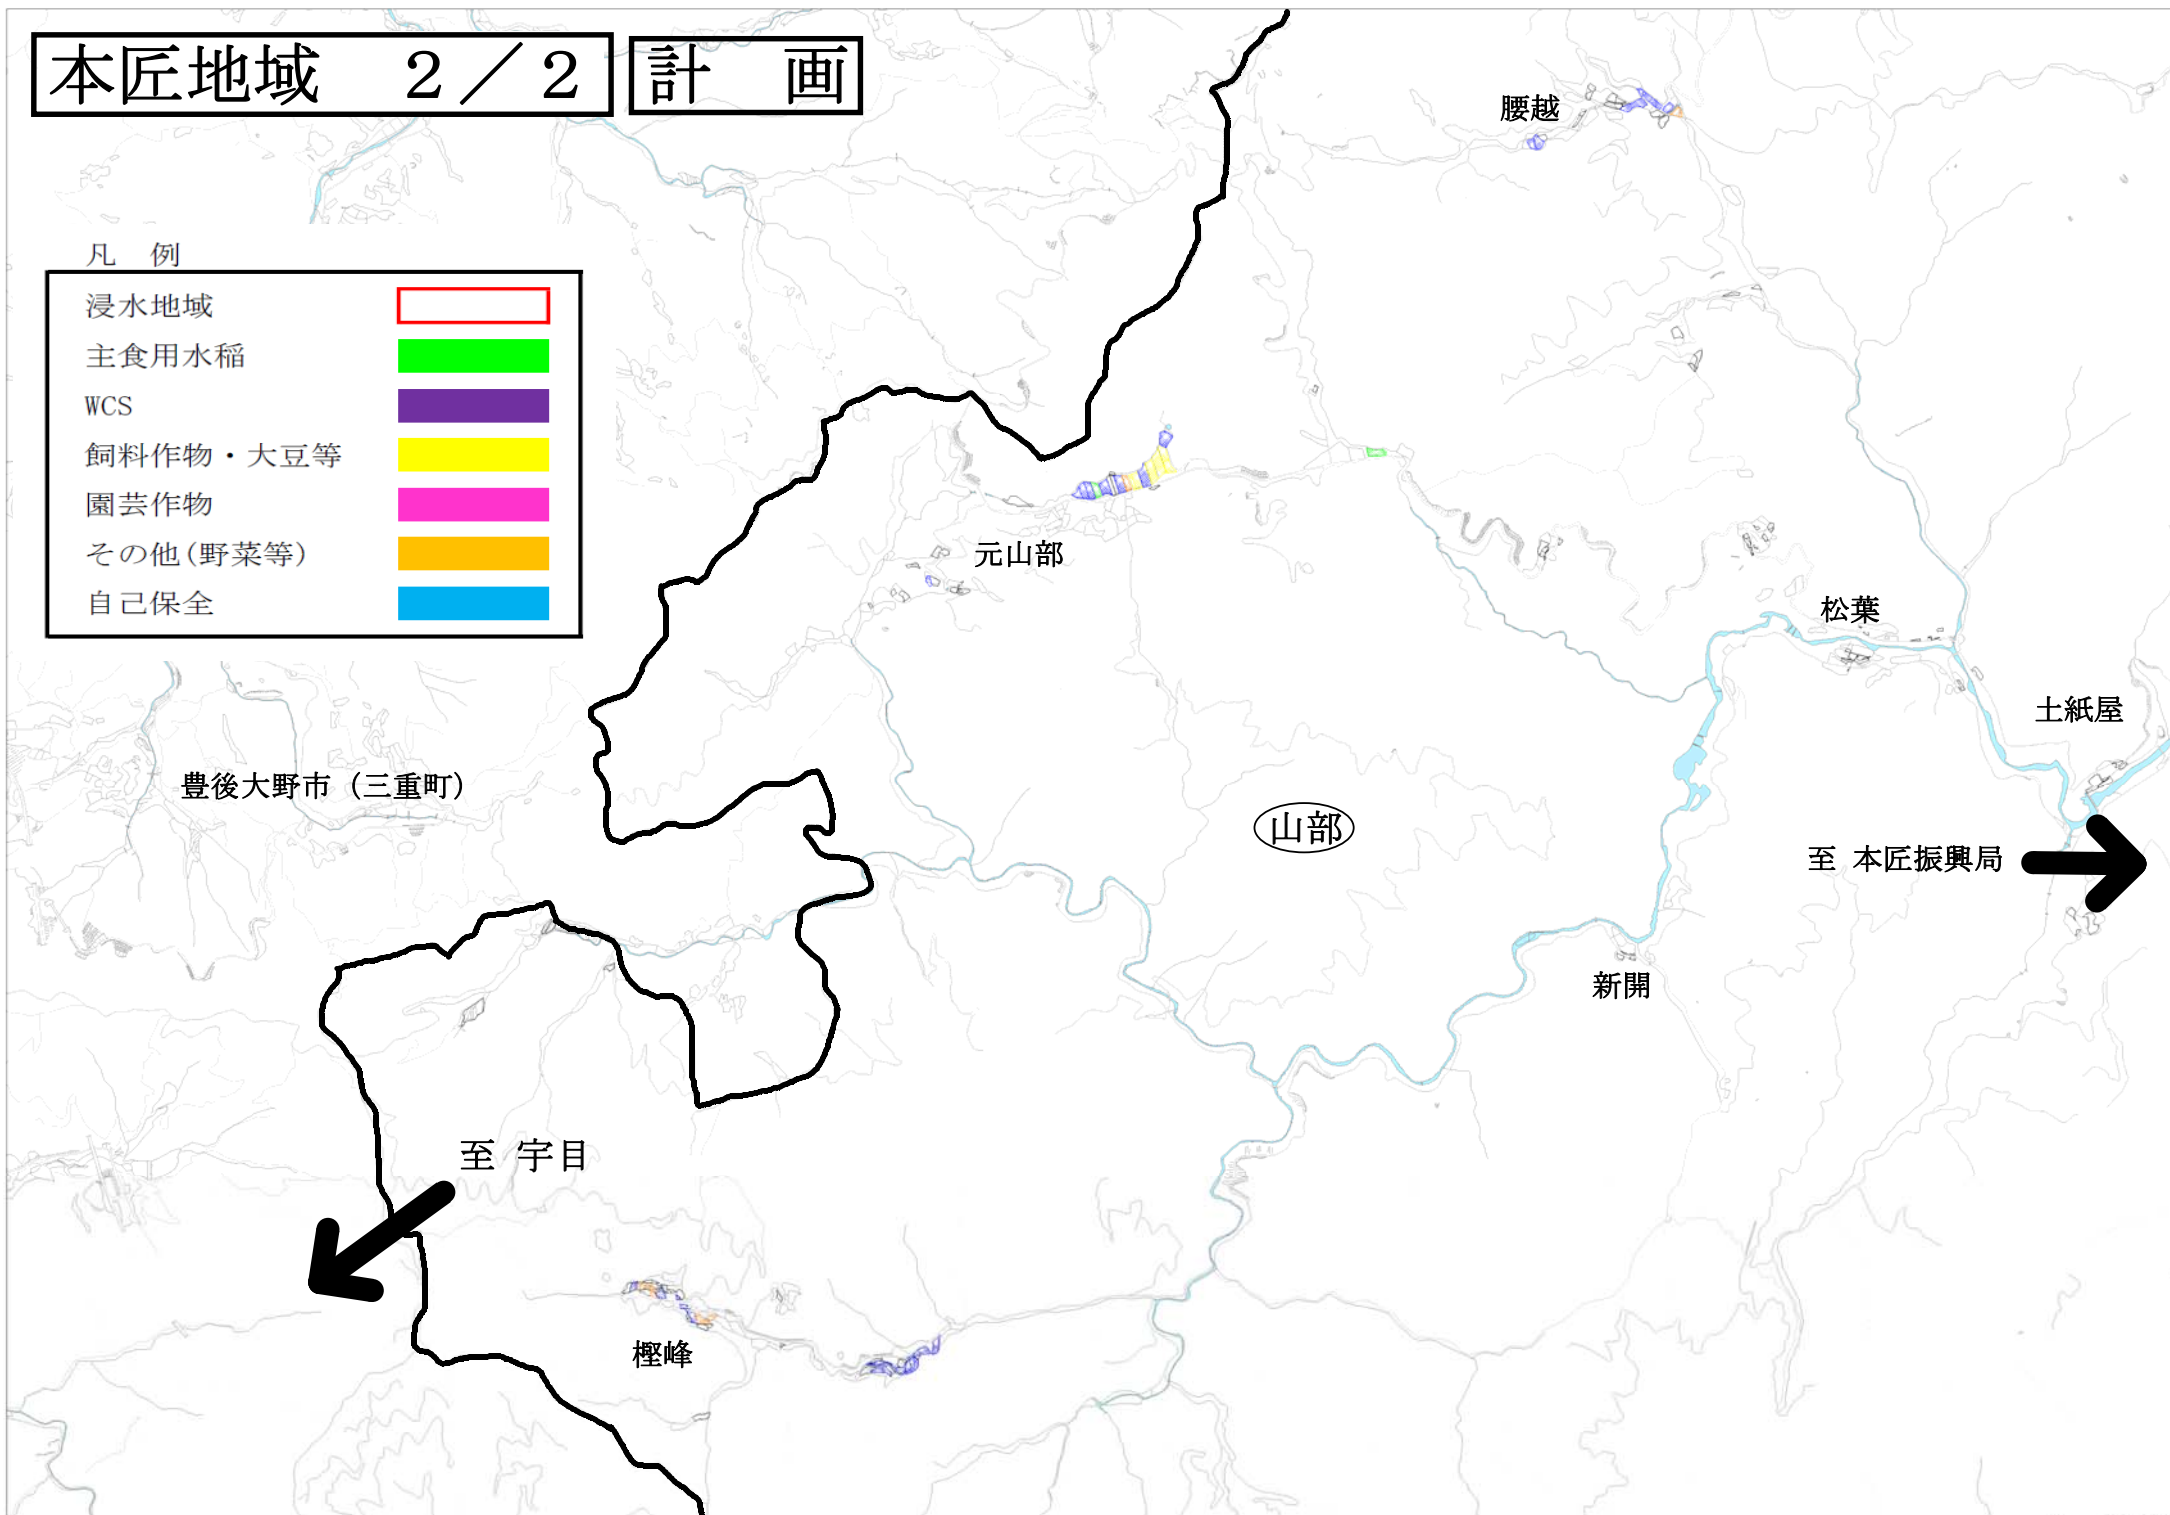 本匠地域　２／２
計　画
凡　例
浸水地域
主食用水稲
WCS
飼料作物・大豆等
園芸作物
その他(野菜等)
自己保全
腰越
元山部
松葉
土紙屋
豊後大野市（三重町）
山部
至 本匠振興局
新開
至 宇目
樫峰